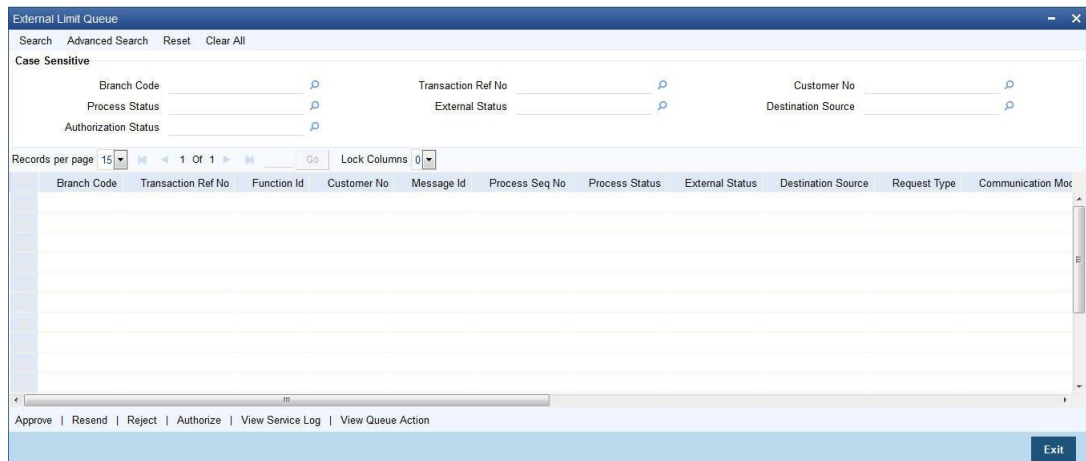 External Limit Queue
Search Advanced Search Reset Clear All
Case Sensitive
Branch Code Transaction Ref No Customer No
Process Status External Status Destination Source
Authorization Status
Records per page 15 1 Of 1 Go Lock Columns 0
Branch Code Transaction Ref No Function Id Customer No Message Id Process Seq No Process Status External Status Destination Source Request Type Communication Mod
Approve | Resend | Reject | Authorize | View Service Log | View Queue Action
Exit